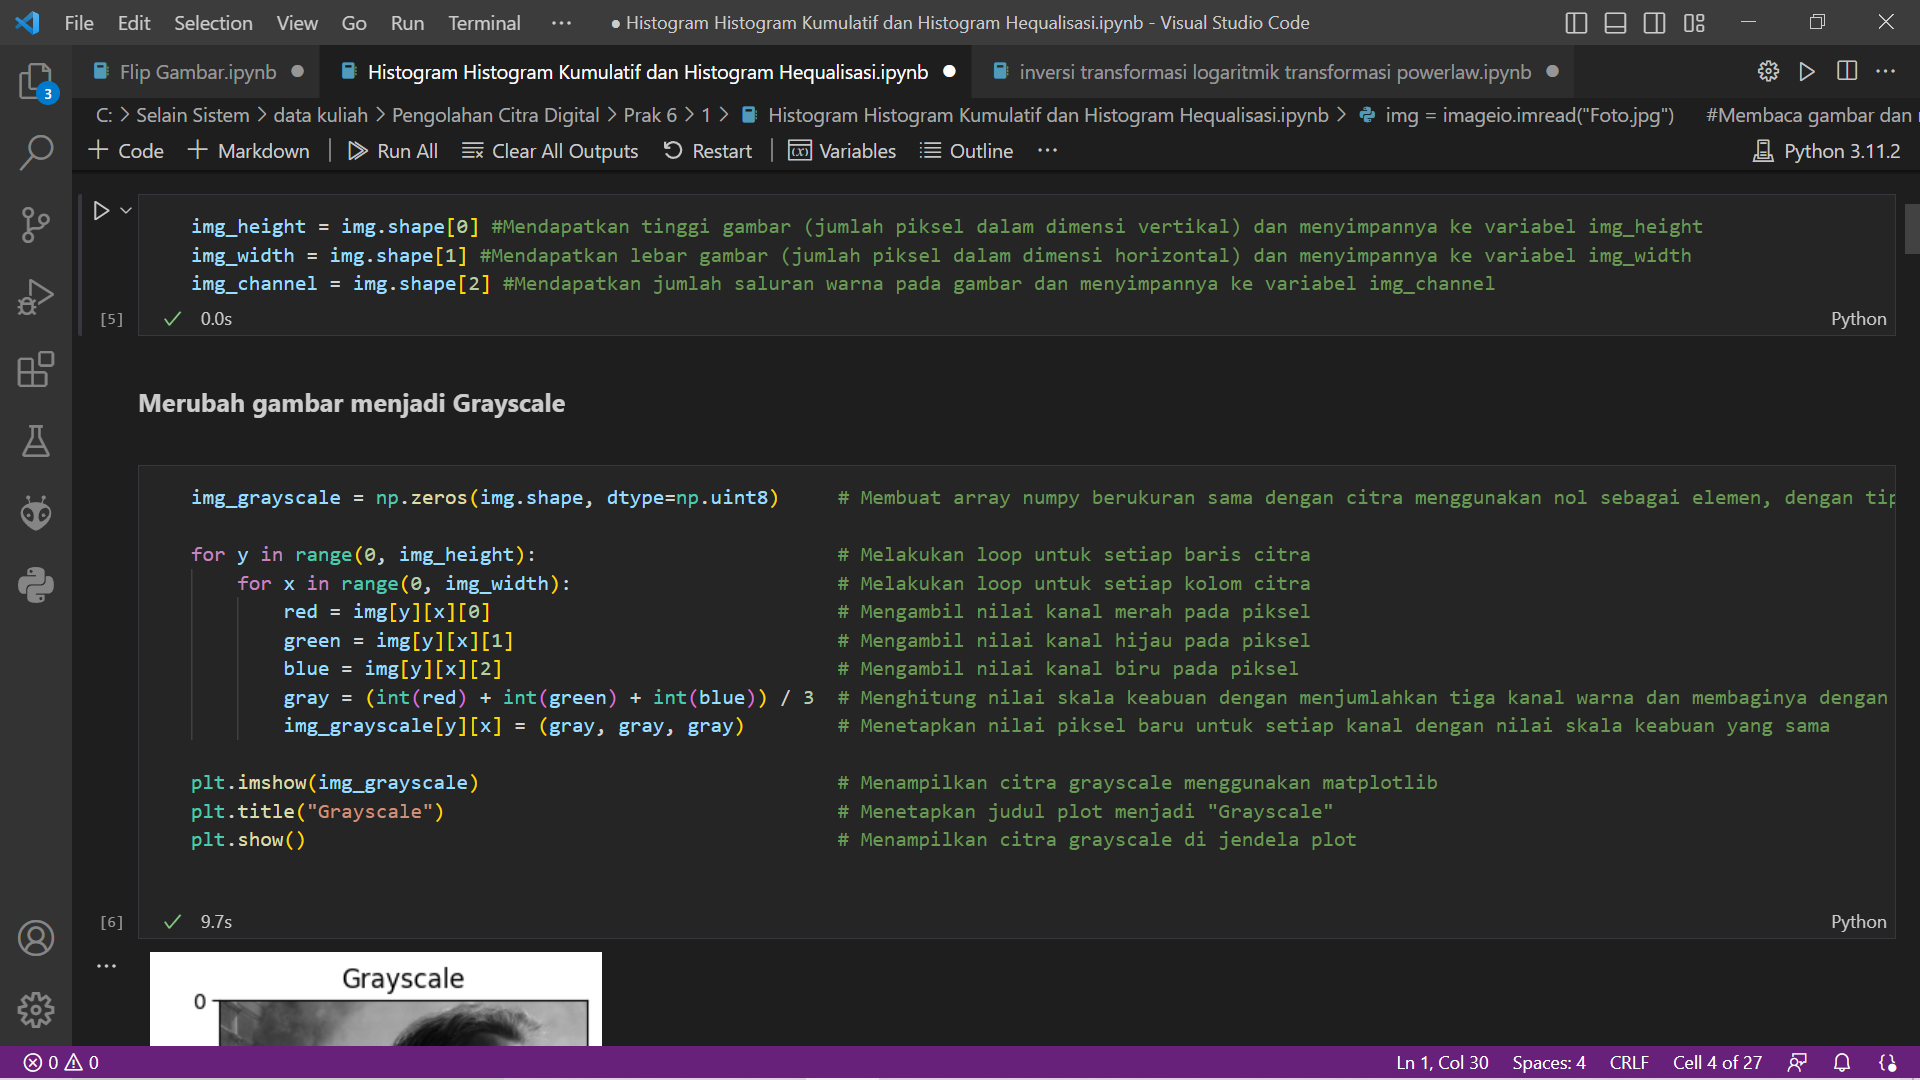 File Edit Selection View Go Run Terminal ··· ● Histogram Histogram Kumulatif dan Histogram Hequalisasi.ipynb - Visual Studio Code
Flip Gambar.ipynb ● Histogram Histogram Kumulatif dan Histogram Hequalisasi.ipynb ● inversi transformasi logaritmik transformasi powerlaw.ipynb ●
3
C: > Selain Sistem > data kuliah > Pengolahan Citra Digital > Prak 6 > 1 > Histogram Histogram Kumulatif dan Histogram Hequalisasi.ipynb > img = imageio.imread("Foto.jpg") #Membaca gambar dan
+ Code + Markdown | Run All Clear All Outputs Restart | Variables Outline ··· Python 3.11.2
img_height = img.shape[0] #Mendapatkan tinggi gambar (jumlah piksel dalam dimensi vertikal) dan menyimpannya ke variabel img_height
img_width = img.shape[1] #Mendapatkan lebar gambar (jumlah piksel dalam dimensi horizontal) dan menyimpannya ke variabel img_width
img_channel = img.shape[2] #Mendapatkan jumlah saluran warna pada gambar dan menyimpannya ke variabel img_channel
[5] ✓ 0.0s Python
Merubah gambar menjadi Grayscale
img_grayscale = np.zeros(img.shape, dtype=np.uint8) # Membuat array numpy berukuran sama dengan citra menggunakan nol sebagai elemen, dengan tip
for y in range(0, img_height): # Melakukan loop untuk setiap baris citra
for x in range(0, img_width): # Melakukan loop untuk setiap kolom citra
red = img[y][x][0] # Mengambil nilai kanal merah pada piksel
green = img[y][x][1] # Mengambil nilai kanal hijau pada piksel
blue = img[y][x][2] # Mengambil nilai kanal biru pada piksel
gray = (int(red) + int(green) + int(blue)) / 3 # Menghitung nilai skala keabuan dengan menjumlahkan tiga kanal warna dan membaginya dengan
img_grayscale[y][x] = (gray, gray, gray) # Menetapkan nilai piksel baru untuk setiap kanal dengan nilai skala keabuan yang sama
plt.imshow(img_grayscale) # Menampilkan citra grayscale menggunakan matplotlib
plt.title("Grayscale") # Menetapkan judul plot menjadi "Grayscale"
plt.show() # Menampilkan citra grayscale di jendela plot
[6] ✓ 9.7s Python
···
Grayscale
0
0 0 Ln 1, Col 30 Spaces: 4 CRLF Cell 4 of 27